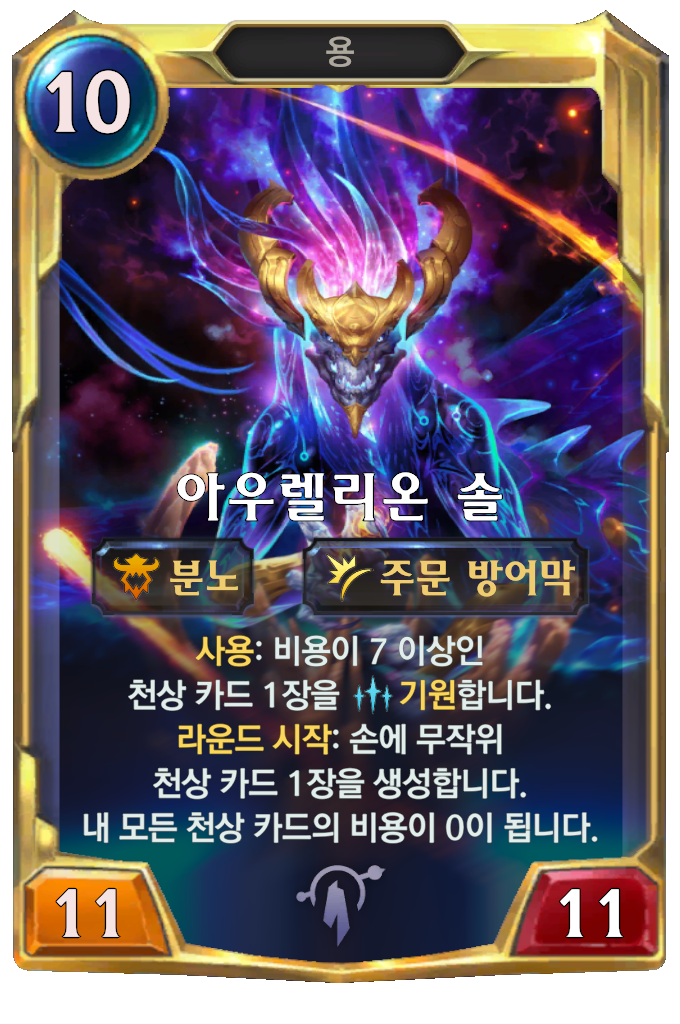 용
10
아우렐리온 솔
분노 주문 방어막
사용: 비용이 7 이상인
천상 카드 1장을 기원합니다.
라운드 시작: 손에 무작위
천상 카드 1장을 생성합니다.
내 모든 천상 카드의 비용이 0이 됩니다.
11 11